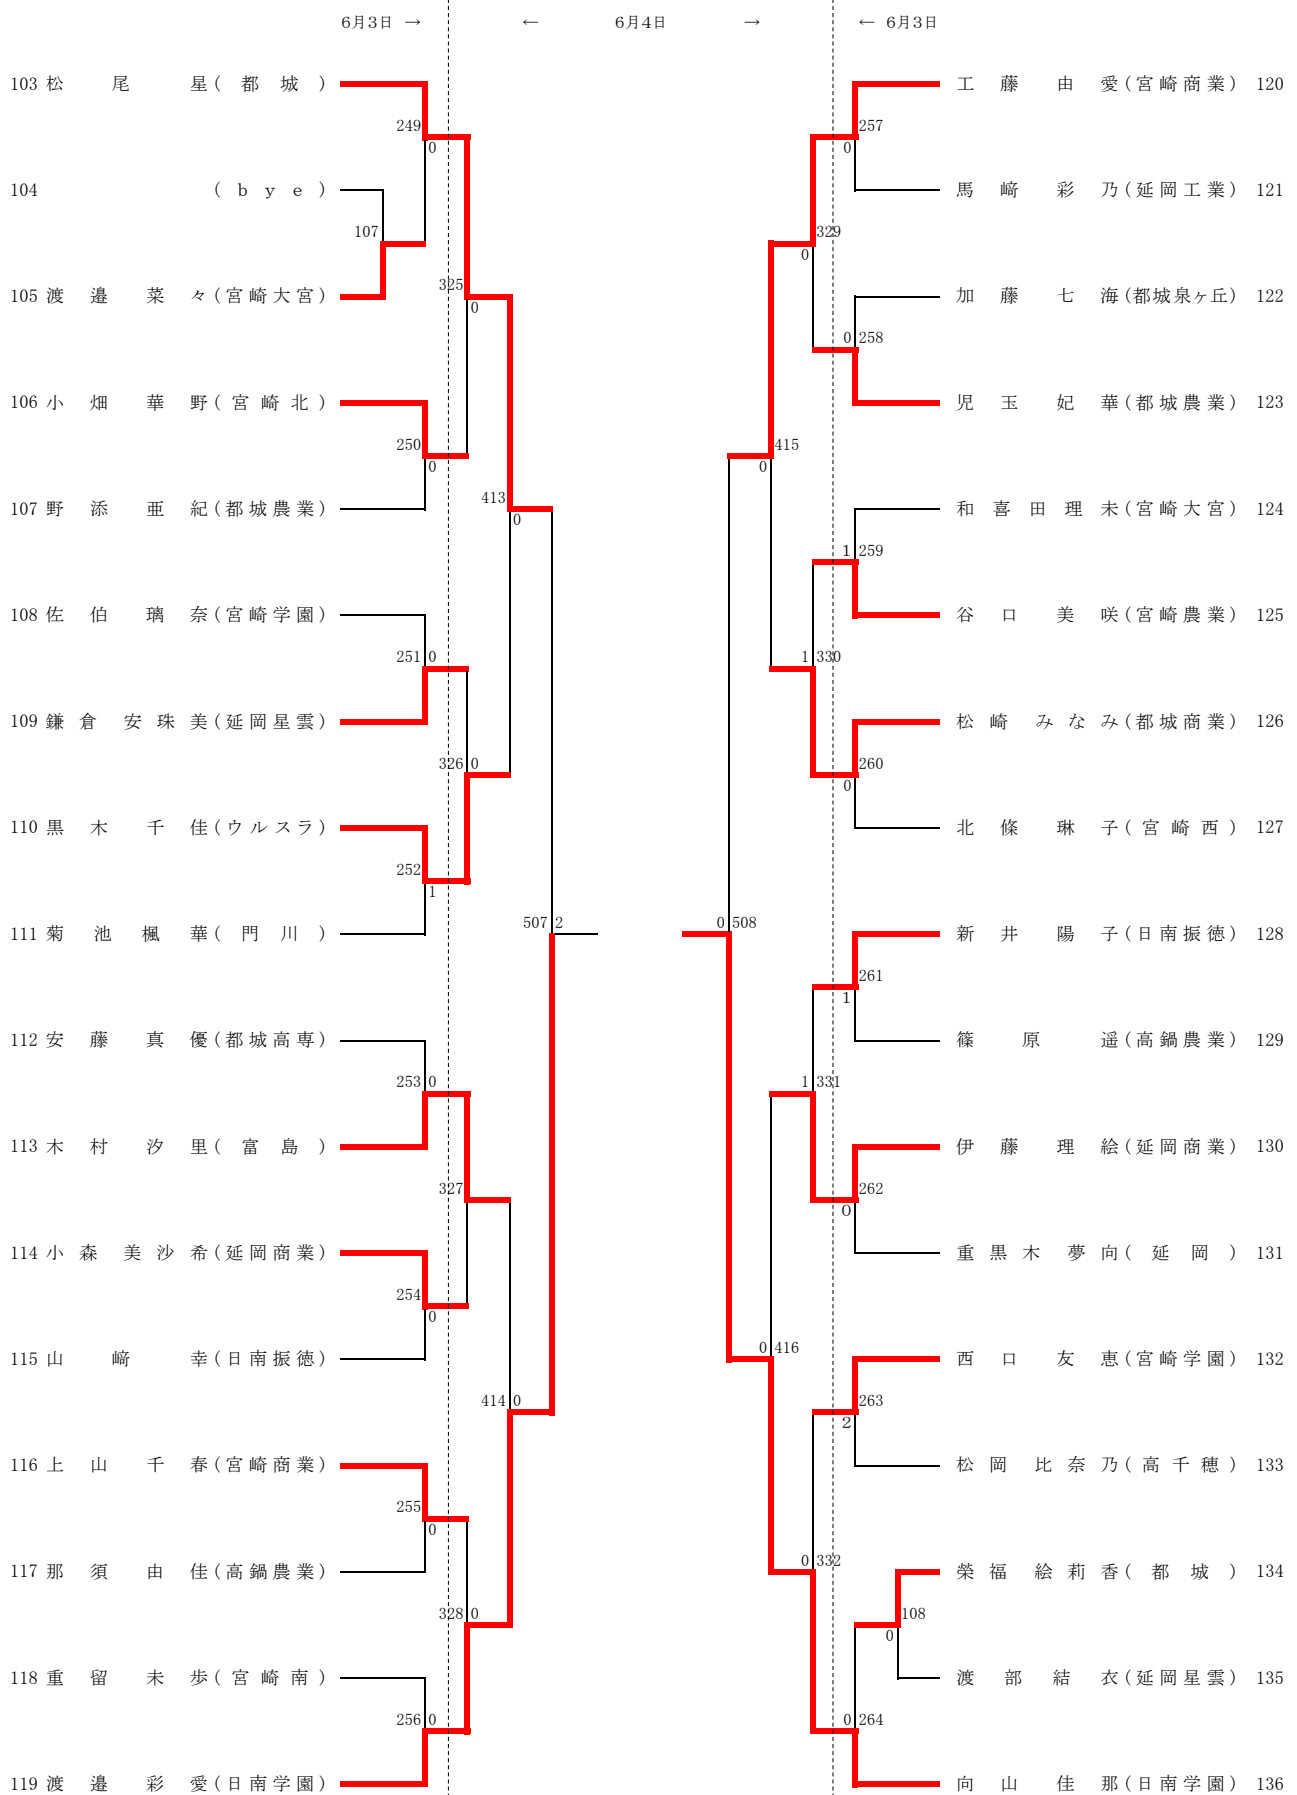 6月3日 → ← 6月4日 → ← 6月3日
103 松尾星(都城) 工藤由愛(宮崎商業) 120
249 257
0 0
104 (bye) 馬﨑彩乃(延岡工業) 121
107 329
0
105 渡邉菜々(宮崎大宮) 325 加藤七海(都城泉ヶ丘) 122
0
0 258
106 小畑華野(宮崎北) 児玉妃華(都城農業) 123
250 415
0 0
107 野添亜紀(都城農業) 413 和喜田理未(宮崎大宮) 124
0
1 259
108 佐伯璃奈(宮崎学園) 谷口美咲(宮崎農業) 125
251 0 1 330
109 鎌倉安珠美(延岡星雲) 松崎みなみ(都城商業) 126
326 0 260
0
110 黒木千佳(ウルスラ) 北條琳子(宮崎西) 127
252
1
111 菊池楓華(門川) 507 2 0 508 新井陽子(日南振徳) 128
261
1
112 安藤真優(都城高専) 篠原遥(高鍋農業) 129
253 0 1 331
113 木村汐里(富島) 伊藤理絵(延岡商業) 130
327 262
0
114 小森美沙希(延岡商業) 重黒木夢向(延岡) 131
254
0
115 山﨑幸(日南振徳) 0 416 西口友恵(宮崎学園) 132
414 0 263
2
116 上山千春(宮崎商業) 松岡比奈乃(高千穂) 133
255
0
117 那須由佳(高鍋農業) 0 332 榮福絵莉香(都城) 134
328 0 108
0
118 重留未歩(宮崎南) 渡部結衣(延岡星雲) 135
256 0 0 264
119 渡邉彩愛(日南学園) 向山佳那(日南学園) 136